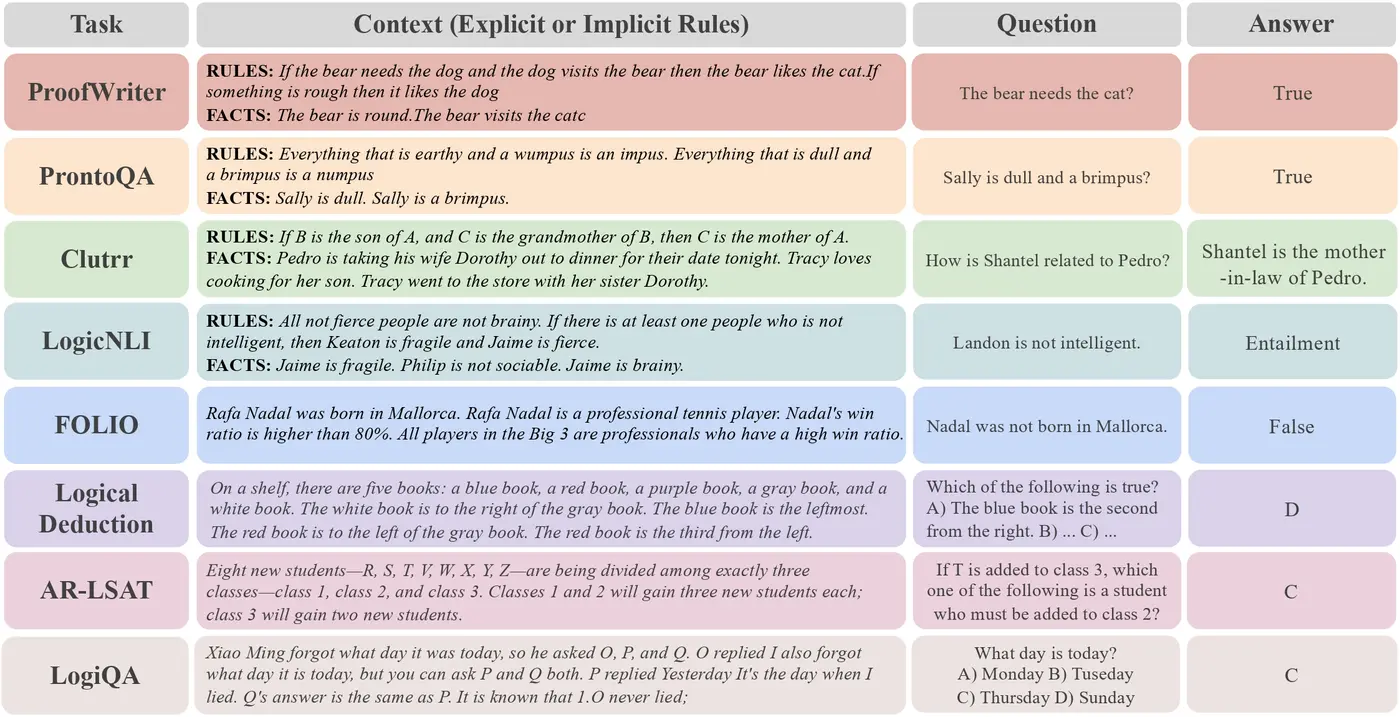 Task
Context (Explicit or Implicit Rules)
Question
Answer
ProofWriter
RULES: If the bear needs the dog and the dog visits the bear then the bear likes the cat.If
something is rough then it likes the dog
FACTS: The bear is round.The bear visits the catc
The bear needs the cat?
True
ProntoQA
RULES: Everything that is earthy and a wumpus is an impus. Everything that is dull and
a brimpus is a numpus
FACTS: Sally is dull. Sally is a brimpus.
Sally is dull and a brimpus?
True
Clutrr
RULES: If B is the son of A, and C is the grandmother of B, then C is the mother of A.
FACTS: Pedro is taking his wife Dorothy out to dinner for their date tonight. Tracy loves
cooking for her son. Tracy went to the store with her sister Dorothy.
How is Shantel related to Pedro?
Shantel is the mother
-in-law of Pedro.
LogicNLI
RULES: All not fierce people are not brainy. If there is at least one people who is not
intelligent, then Keaton is fragile and Jaime is fierce.
FACTS: Jaime is fragile. Philip is not sociable. Jaime is brainy.
Landon is not intelligent.
Entailment
FOLIO
Rafa Nadal was born in Mallorca. Rafa Nadal is a professional tennis player. Nadal's win
ratio is higher than 80%. All players in the Big 3 are professionals who have a high win ratio.
Nadal was not born in Mallorca.
False
Logical
Deduction
On a shelf, there are five books: a blue book, a red book, a purple book, a gray book, and a
white book. The white book is to the right of the gray book. The blue book is the leftmost.
The red book is to the left of the gray book. The red book is the third from the left.
Which of the following is true?
A) The blue book is the second
from the right. B) ... C) ...
D
AR-LSAT
Eight new students—R, S, T, V, W, X, Y, Z—are being divided among exactly three
classes—class 1, class 2, and class 3. Classes 1 and 2 will gain three new students each;
class 3 will gain two new students.
If T is added to class 3, which
one of the following is a student
who must be added to class 2?
C
LogiQA
Xiao Ming forgot what day it was today, so he asked O, P, and Q. O replied I also forgot
what day it is today, but you can ask P and Q both. P replied Yesterday It's the day when I
lied. Q's answer is the same as P. It is known that 1.O never lied;
What day is today?
A) Monday B) Tuseday
C) Thursday D) Sunday
C